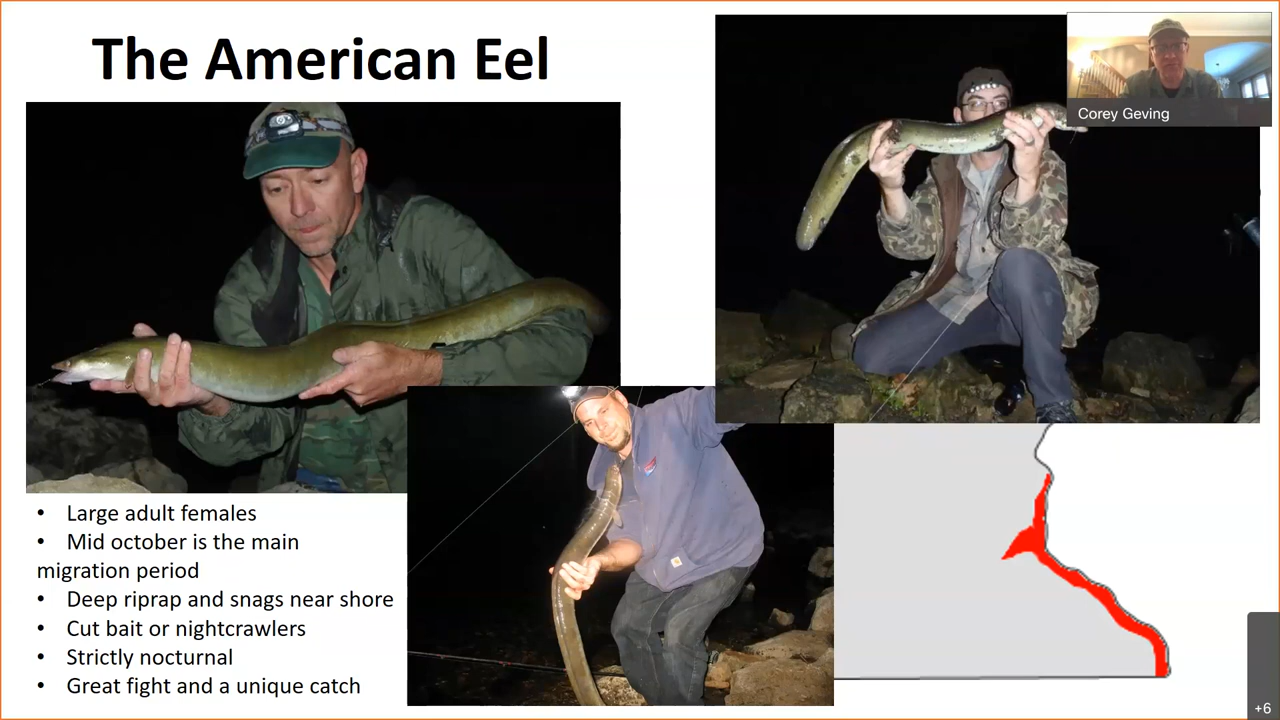 The American Eel
Corey Geving
• Large adult females
• Mid october is the main
migration period
• Deep riprap and snags near shore
• Cut bait or nightcrawlers
• Strictly nocturnal
• Great fight and a unique catch
+6